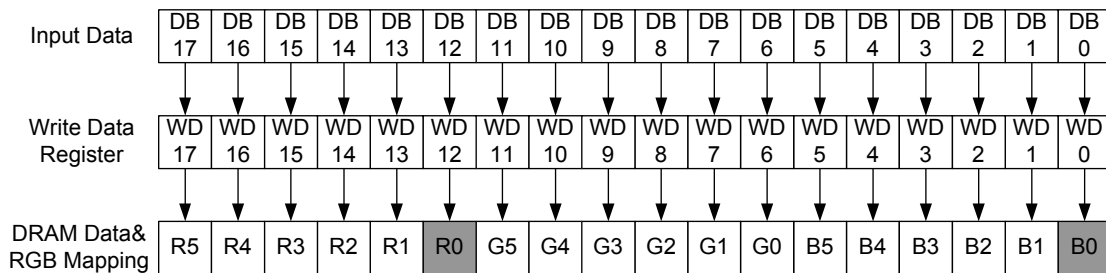 Input Data DB 17 DB 16 DB 15 DB 14 DB 13 DB 12 DB 11 DB 10 DB 9 DB 8 DB 7 DB 6 DB 5 DB 4 DB 3 DB 2 DB 1 DB 0
Write Data Register WD 17 WD 16 WD 15 WD 14 WD 13 WD 12 WD 11 WD 10 WD 9 WD 8 WD 7 WD 6 WD 5 WD 4 WD 3 WD 2 WD 1 WD 0
DRAM Data& RGB Mapping R5 R4 R3 R2 R1 R0 G5 G4 G3 G2 G1 G0 B5 B4 B3 B2 B1 B0